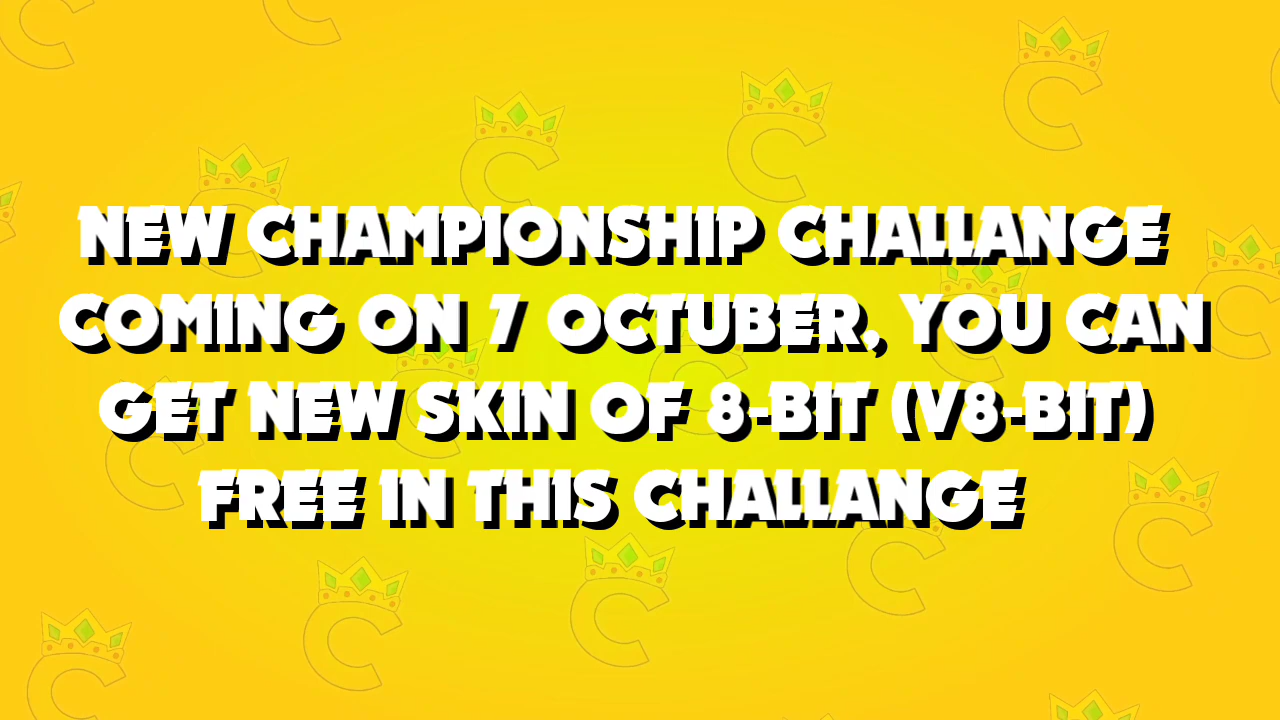 NEW CHAMPIONSHIP CHALLANGE
COMING ON 7 OCTUBER, YOU CAN
GET NEW SKIN OF 8-BIT (V8-BIT)
FREE IN THIS CHALLANGE